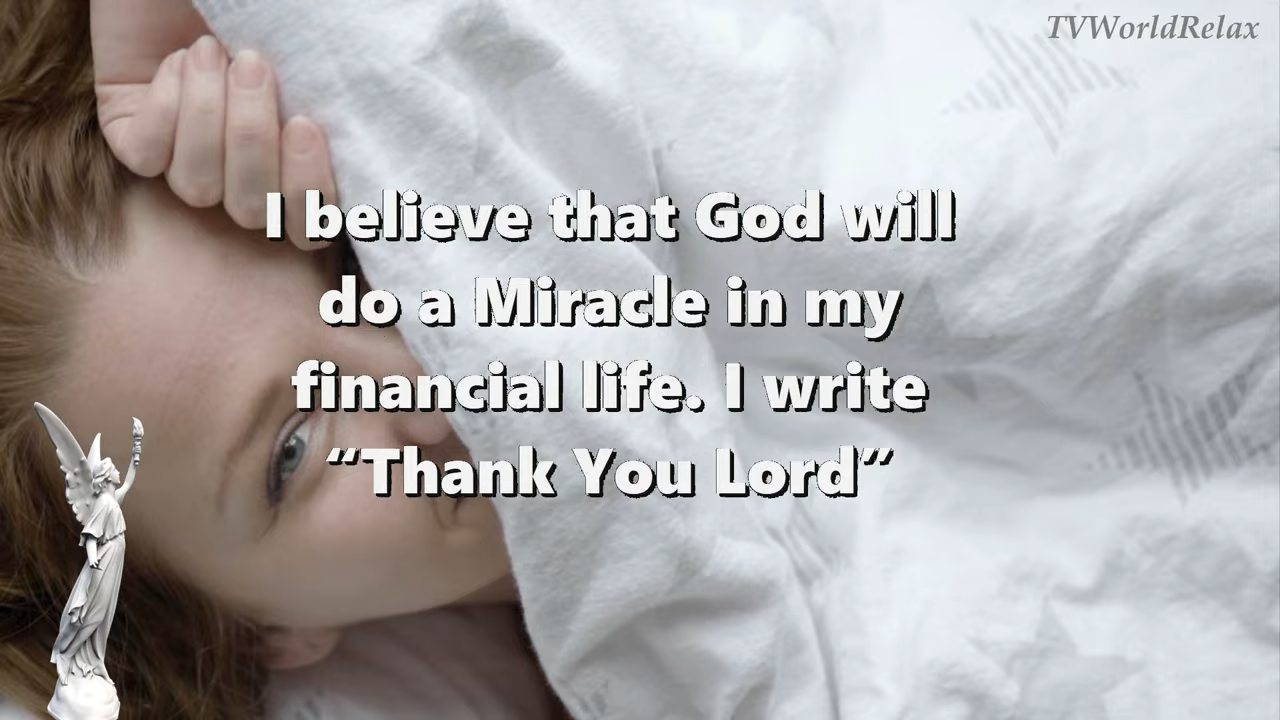 TVWorldRelax
I believe that God will
do a Miracle in my
financial life. I write
“Thank You Lord”